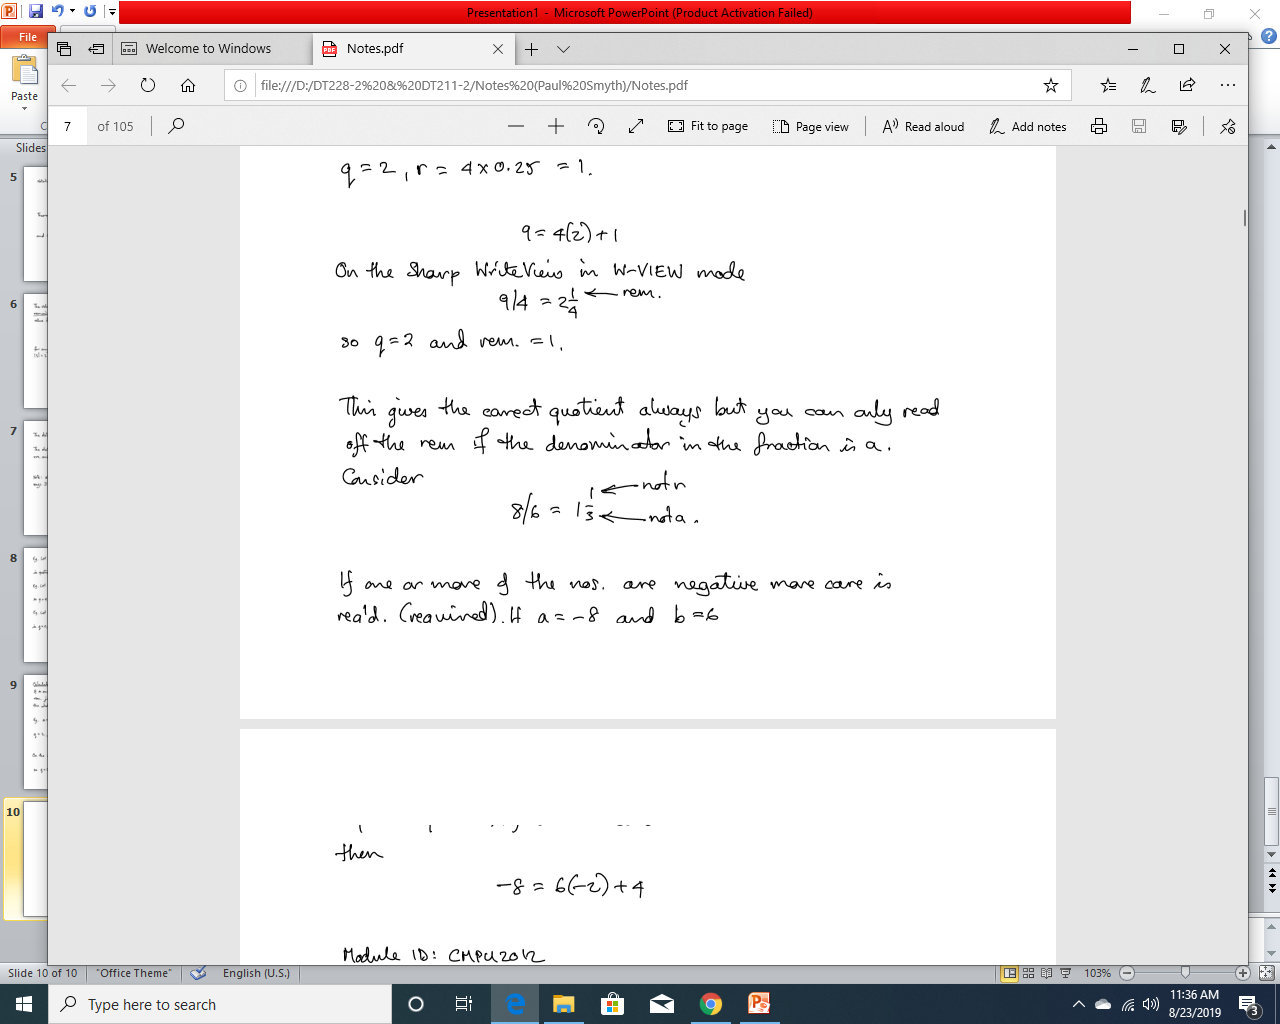 Presentation1 - Microsoft PowerPoint (Product Activation Failed)
File
Welcome to Windows
Notes.pdf
Paste
file:///D:/DT228-2%20&%20DT211-2/Notes%20(Paul%20Smyth)/Notes.pdf
7 of 105
Fit to page
Page view
Read aloud
Add notes
Slides
5
6
7
8
9
10
q = 2, r = 4 x 0.25 = 1.
9 = 4(2) + 1
On the Sharp WriteView in W-VIEW mode
9/4 = 2 1/4 ← rem.
so q = 2 and rem. = 1.
This gives the correct quotient always but you can only read
off the rem if the denominator in the fraction is a.
Consider
8/6 = 1 1/3 ← not r
← not a.
If one or more of the nos. are negative more care is
req'd. (required). If a = -8 and b = 6
then
-8 = 6(-2) + 4
Module ID: CMPU2012
Slide 10 of 10
"Office Theme"
English (U.S.)
103%
Type here to search
11:36 AM
8/23/2019
3